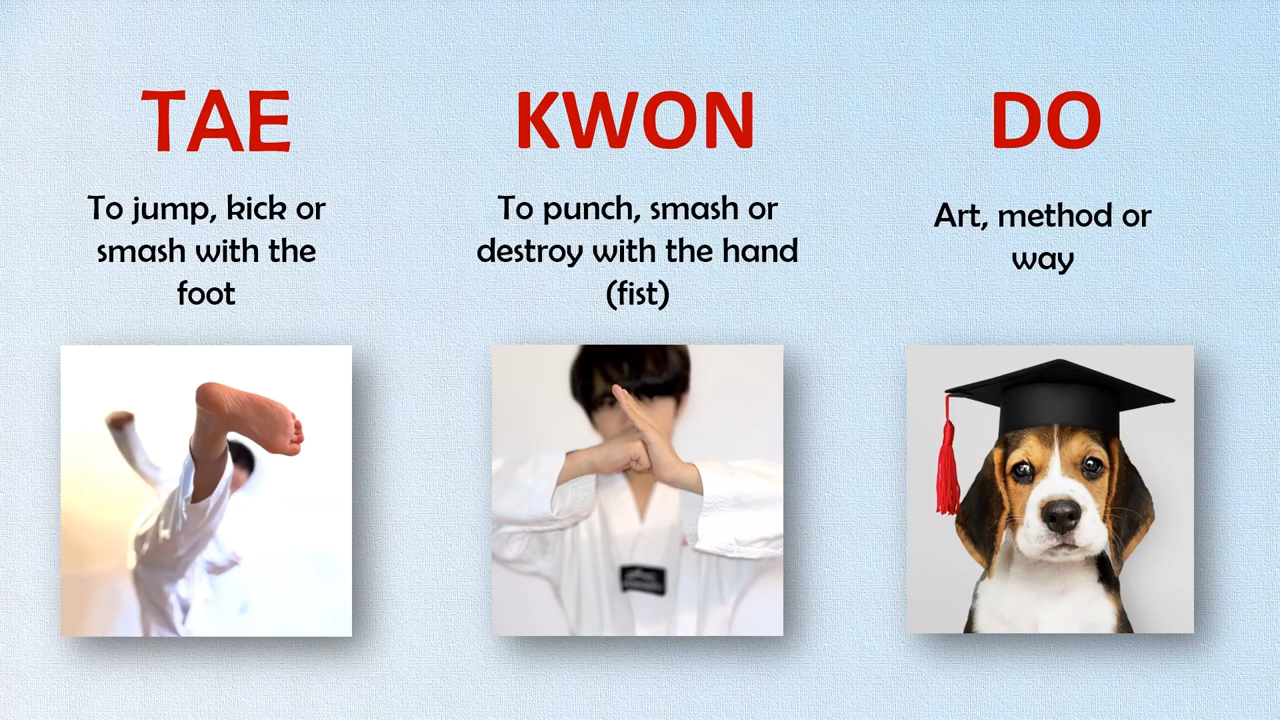 TAE
To jump, kick or
smash with the
foot
KWON
To punch, smash or
destroy with the hand
(fist)
DO
Art, method or
way